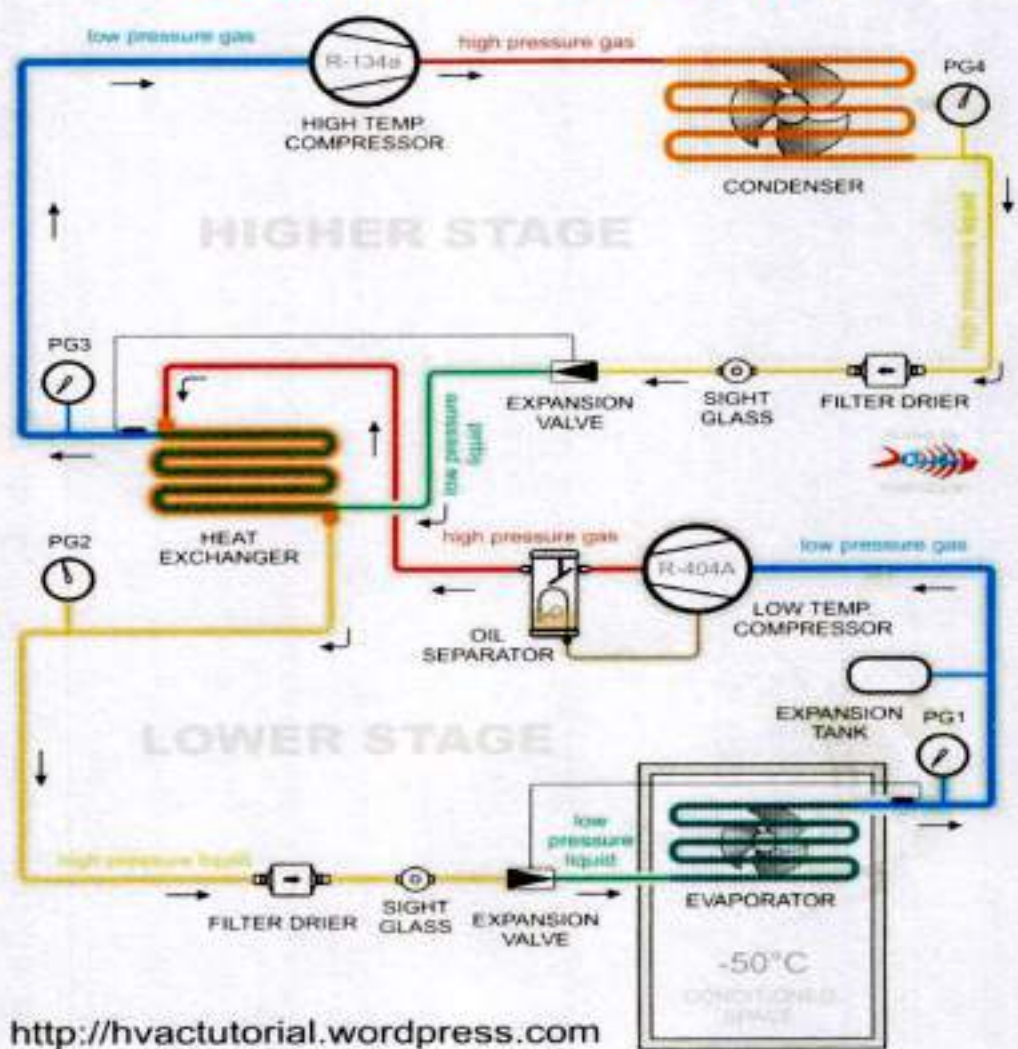 low pressure gas
R-134a
high pressure gas
PG4
HIGH TEMP
COMPRESSOR
CONDENSER
high pressure liquid
HIGHER STAGE
PG3
EXPANSION
VALVE
SIGHT
GLASS
FILTER DRIER
low pressure
liquid
HEAT
EXCHANGER
PG2
high pressure gas
R-404A
low pressure gas
OIL
SEPARATOR
LOW TEMP
COMPRESSOR
EXPANSION
TANK
PG1
LOWER STAGE
high pressure liquid
low
pressure
liquid
FILTER DRIER
SIGHT
GLASS
EXPANSION
VALVE
EVAPORATOR
-50°C
CONDITIONED
SPACE
http://hvactutorial.wordpress.com